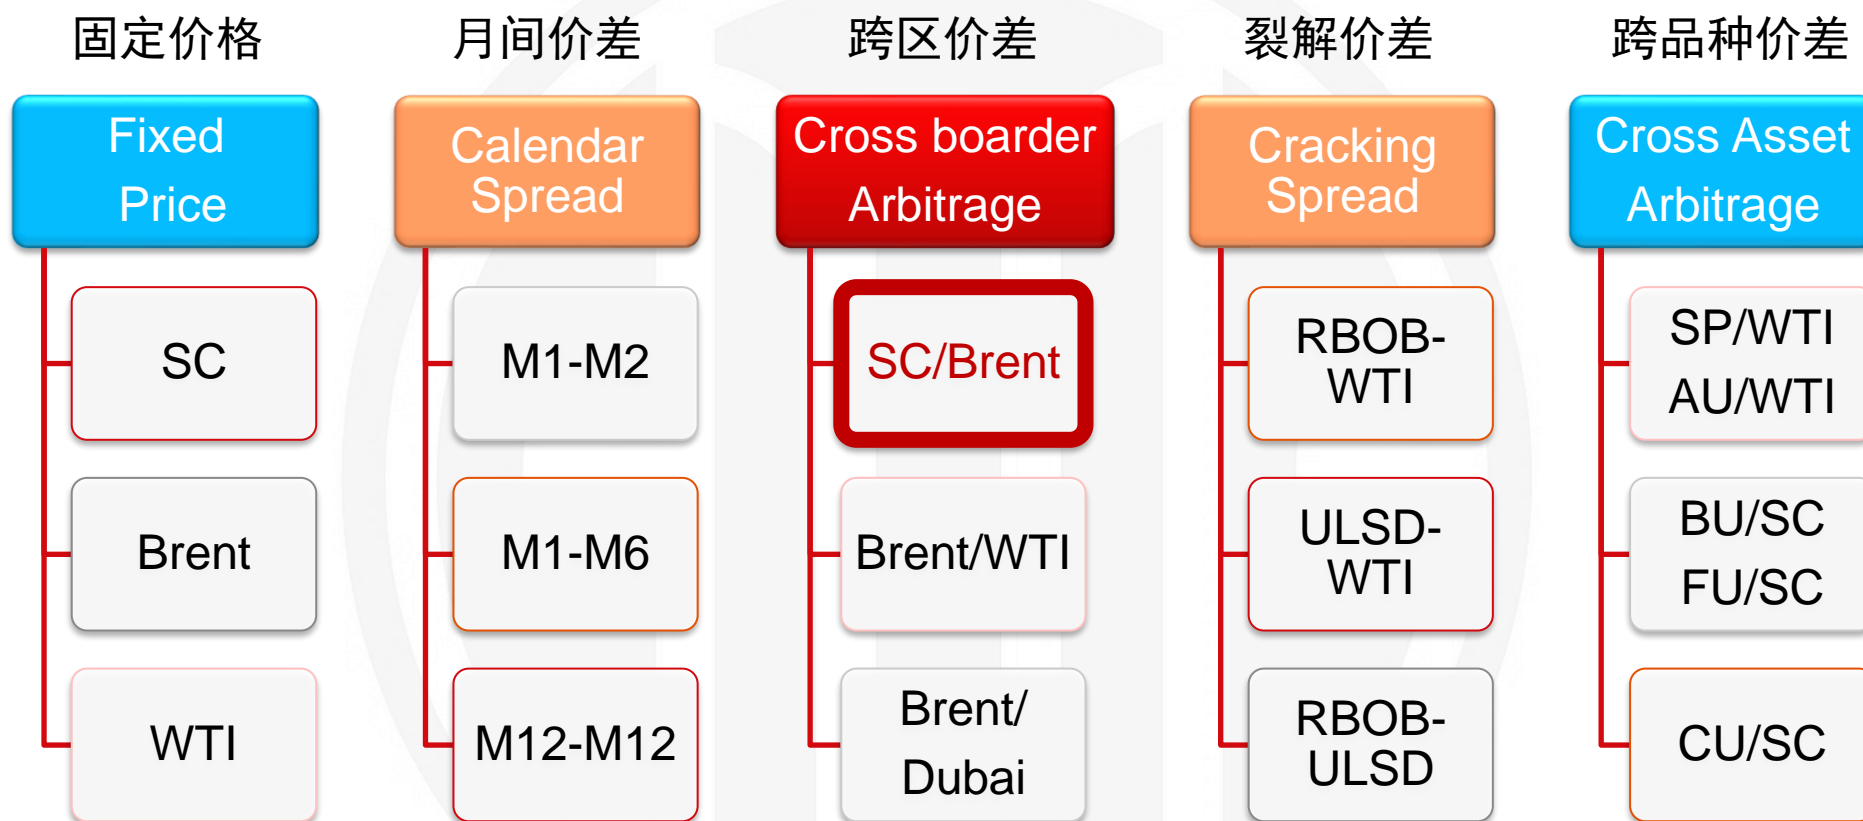 固定价格
月间价差
跨区价差
裂解价差
跨品种价差
Fixed
Price
SC
Brent
WTI
Calendar
Spread
M1-M2
M1-M6
M12-M12
Cross boarder
Arbitrage
SC/Brent
Brent/WTI
Brent/
Dubai
Cracking
Spread
RBOB-
WTI
ULSD-
WTI
RBOB-
ULSD
Cross Asset
Arbitrage
SP/WTI
AU/WTI
BU/SC
FU/SC
CU/SC